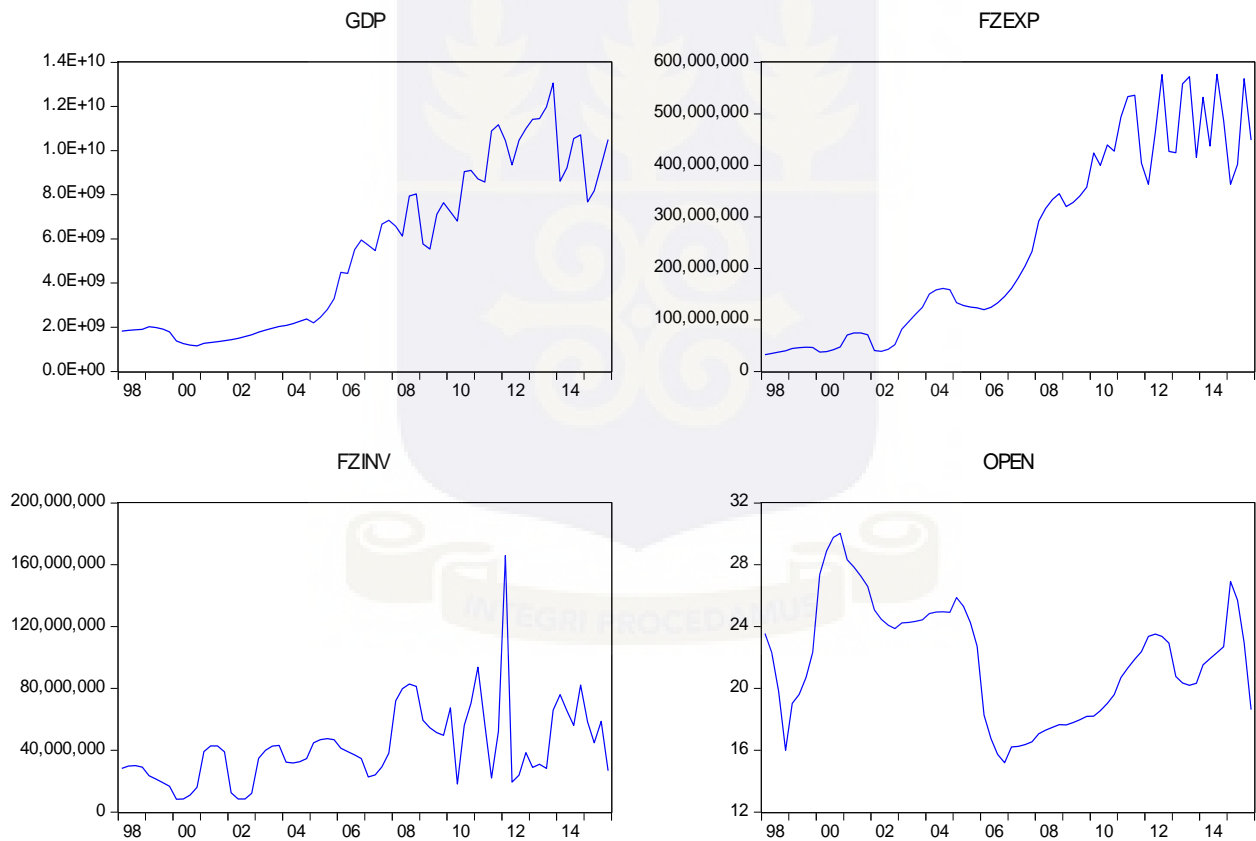 GDP
1.4E+10
1.2E+10
1.0E+10
8.0E+09
6.0E+09
4.0E+09
2.0E+09
0.0E+00
98 00 02 04 06 08 10 12 14
FZEXP
600,000,000
500,000,000
400,000,000
300,000,000
200,000,000
100,000,000
0
98 00 02 04 06 08 10 12 14
FZINV
200,000,000
160,000,000
120,000,000
80,000,000
40,000,000
0
98 00 02 04 06 08 10 12 14
OPEN
32
28
24
20
16
12
98 00 02 04 06 08 10 12 14
INTEGRI PROCEDAMUS